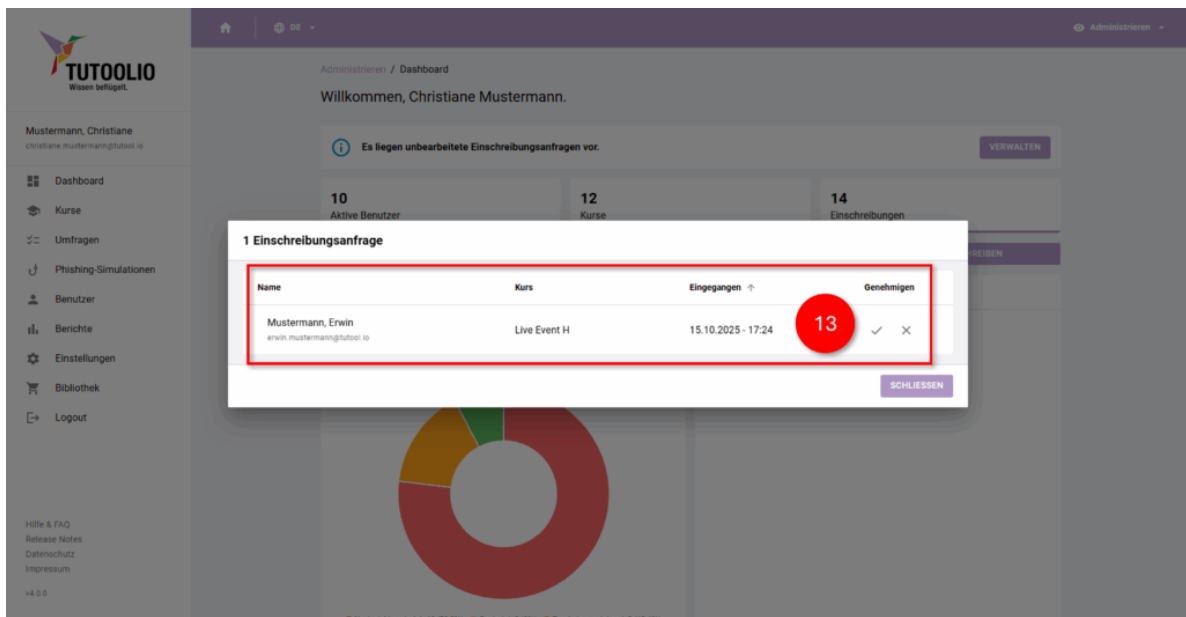 TUTOOLIO
Wissen beflügelt.
DE
Administrieren
Mustermann, Christiane
christiane.mustermann@tutool.io
Dashboard
Kurse
Umfragen
Phishing-Simulationen
Benutzer
Berichte
Einstellungen
Bibliothek
Logout
Hilfe & FAQ
Release Notes
Datenschutz
Impressum
v4.0.0
Administrieren / Dashboard
Willkommen, Christiane Mustermann.
Es liegen unbearbeitete Einschreibungsanfragen vor.
VERWALTEN
10
Aktive Benutzer
12
Kurse
14
Einschreibungen
1 Einschreibungsanfrage
Name Kurs Eingegangen Genehmigen
Mustermann, Erwin
erwin.mustermann@tutool.io
Live Event H
15.10.2025 - 17:24
13
SCHLIESSEN